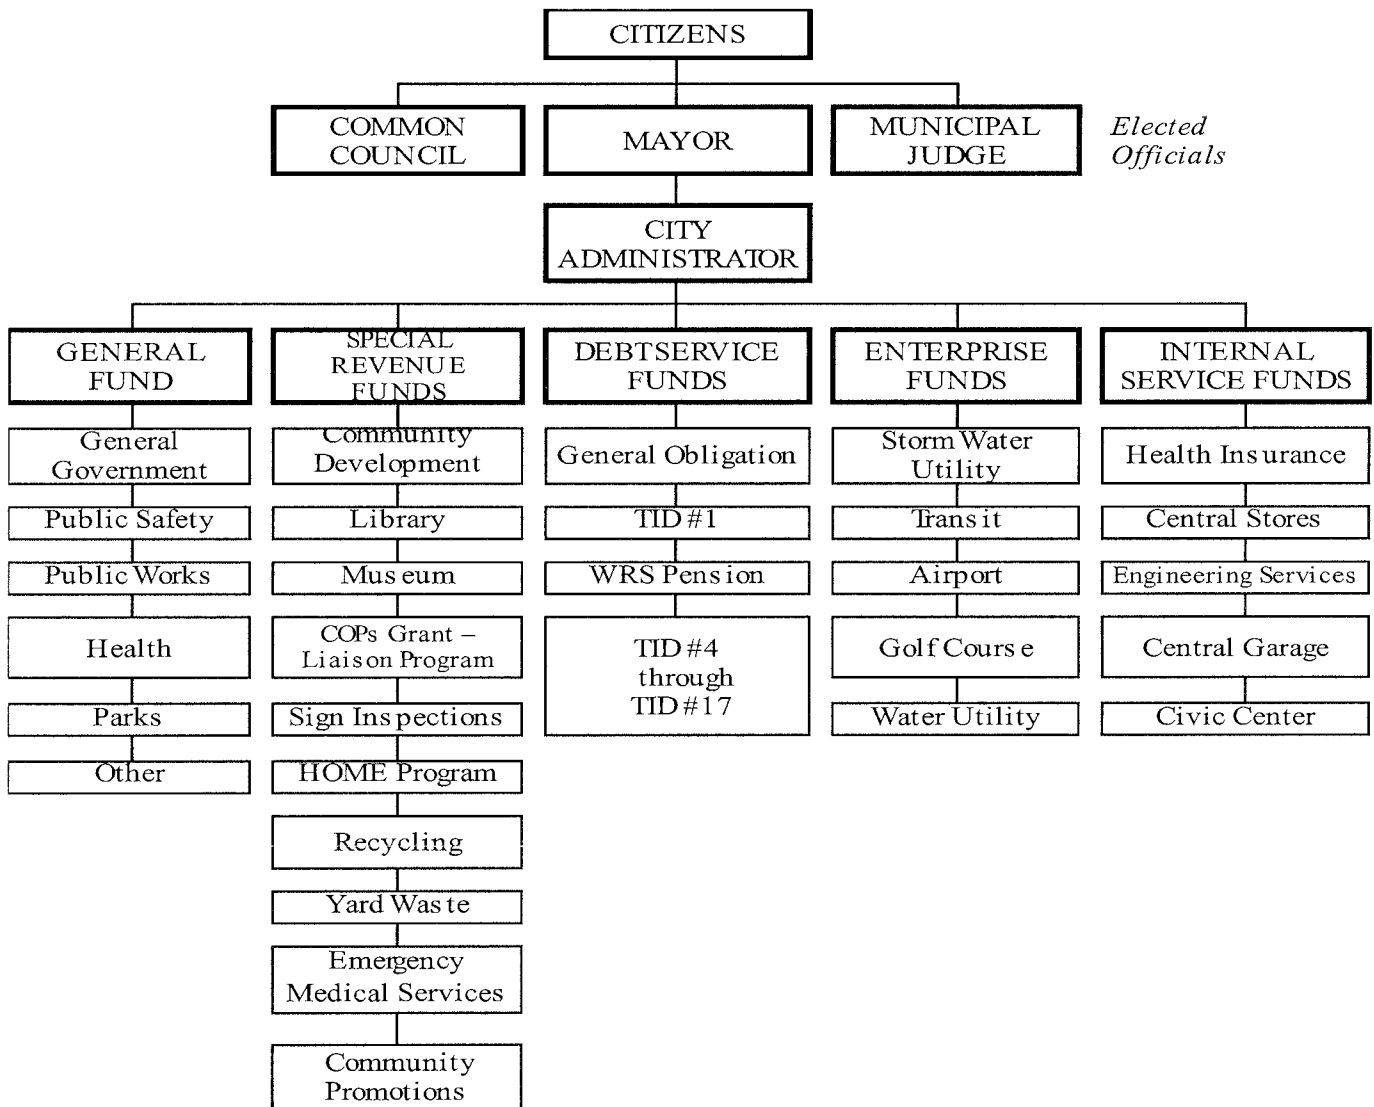 CITIZENS
COMMON
COUNCIL
MAYOR
MUNICIPAL
JUDGE
Elected
Officials
CITY
ADMINISTRATOR
GENERAL
FUND
SPECIAL
REVENUE
FUNDS
DEBT SERVICE
FUNDS
ENTERPRISE
FUNDS
INTERNAL
SERVICE FUNDS
General
Government
Public Safety
Public Works
Health
Parks
Other
Community
Development
Library
Museum
COPs Grant –
Liaison Program
Sign Inspections
HOME Program
Recycling
Yard Waste
Emergency
Medical Services
Community
Promotions
General Obligation
TID #1
WRS Pension
TID #4
through
TID #17
Storm Water
Utility
Transit
Airport
Golf Course
Water Utility
Health Insurance
Central Stores
Engineering Services
Central Garage
Civic Center